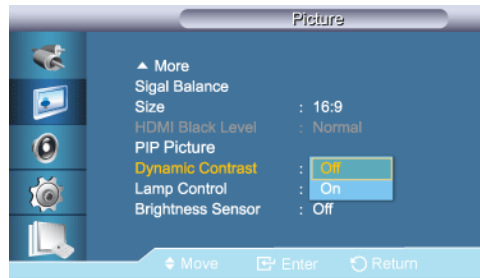 Picture
▲ More
Sigal Balance
Size : 16:9
HDMI Black Level : Normal
PIP Picture
Dynamic Contrast : Off
Lamp Control : On
Brightness Sensor : Off
Move Enter Return